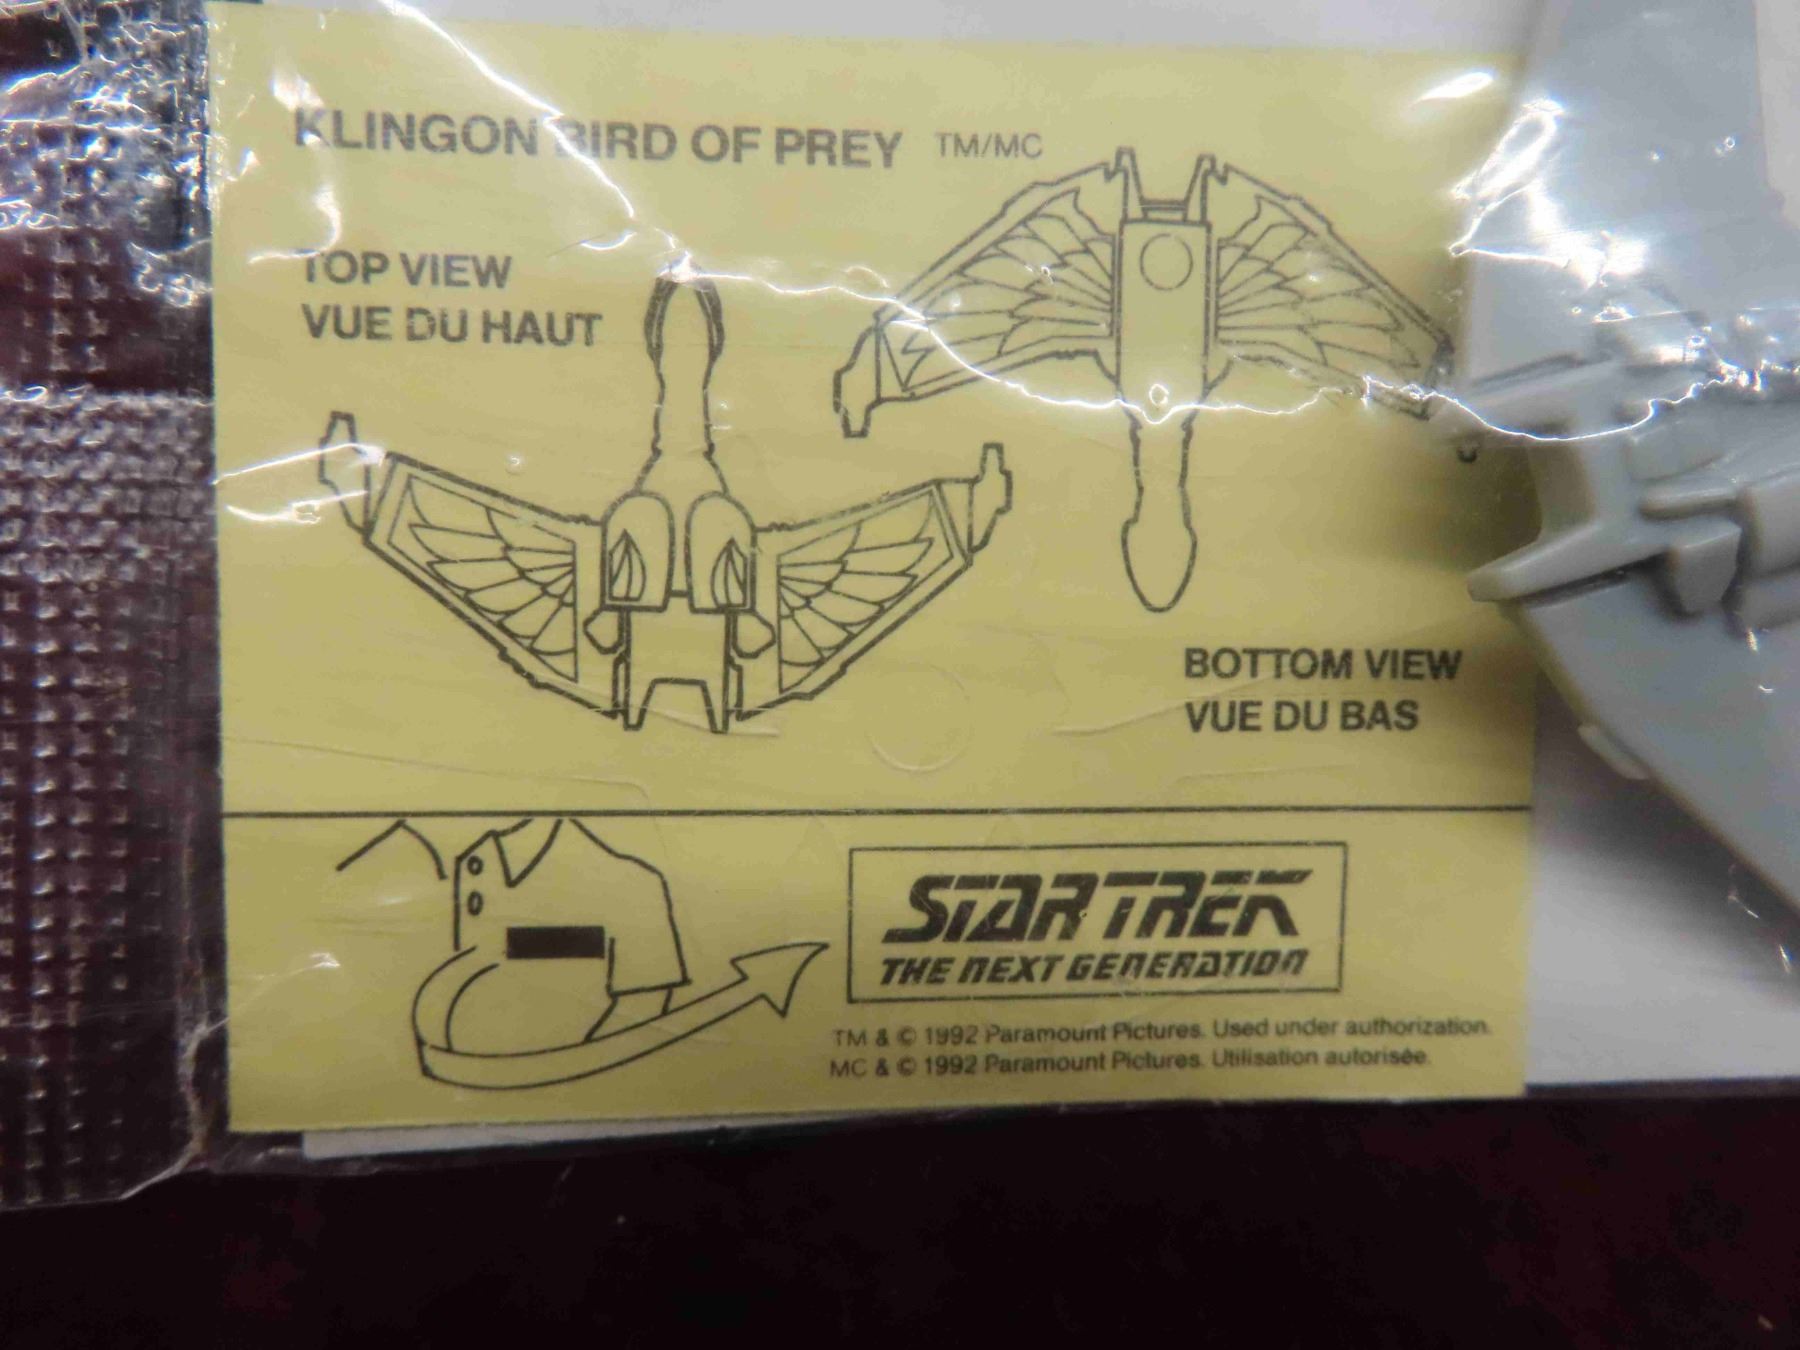 KLINGON BIRD OF PREY TM/MC
TOP VIEW
VUE DU HAUT
BOTTOM VIEW
VUE DU BAS
STAR TREK
THE NEXT GENERATION
TM & © 1992 Paramount Pictures. Used under authorization.
MC & © 1992 Paramount Pictures. Utilisation autorisée.